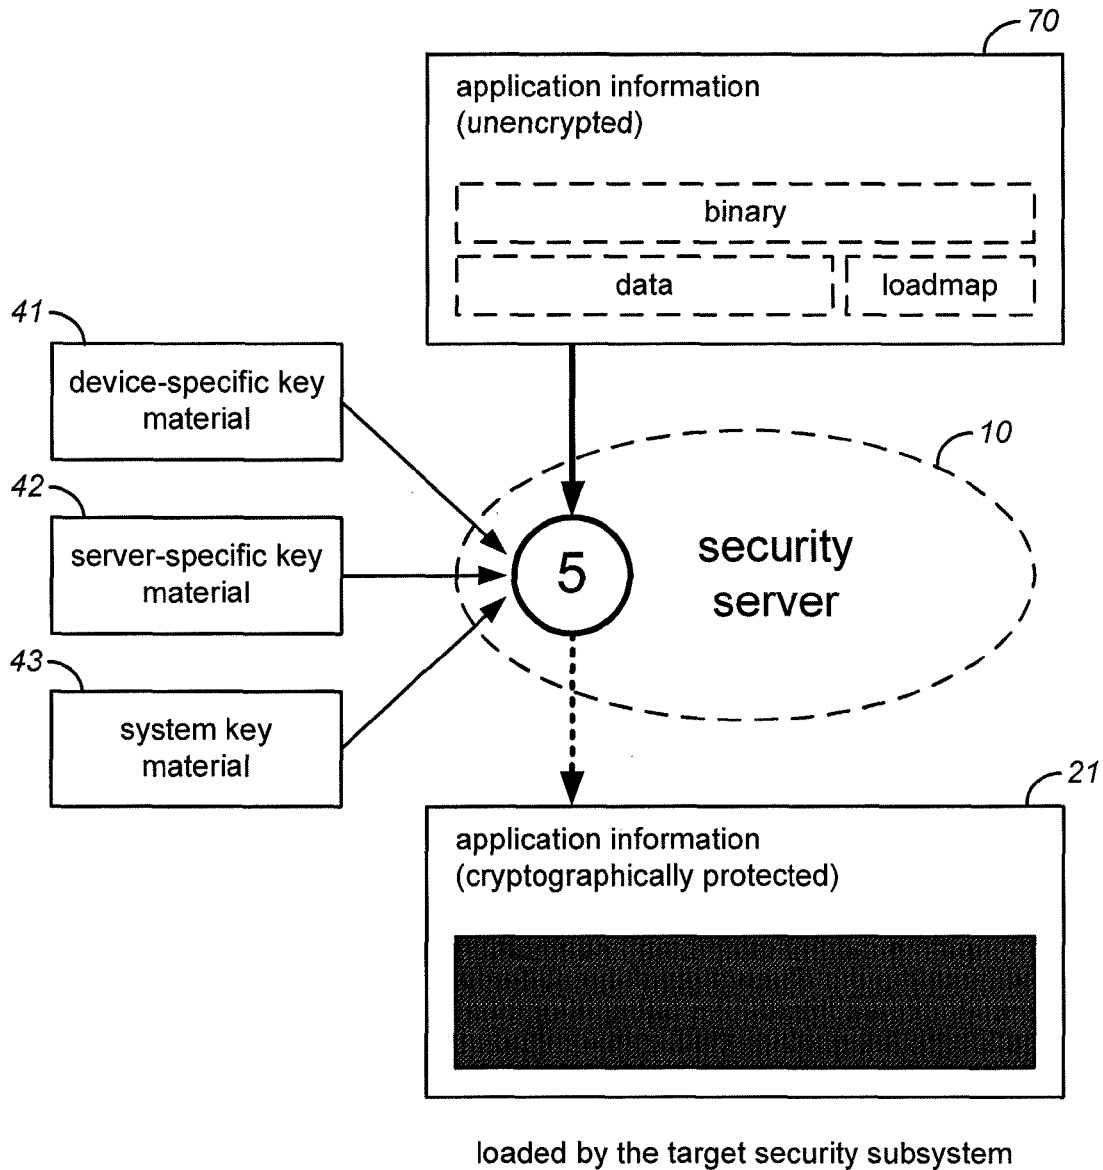 70
application information
(unencrypted)
binary
data
loadmap
41
device-specific key
material
42
server-specific key
material
43
system key
material
10
5
security
server
21
application information
(cryptographically protected)
loaded by the target security subsystem